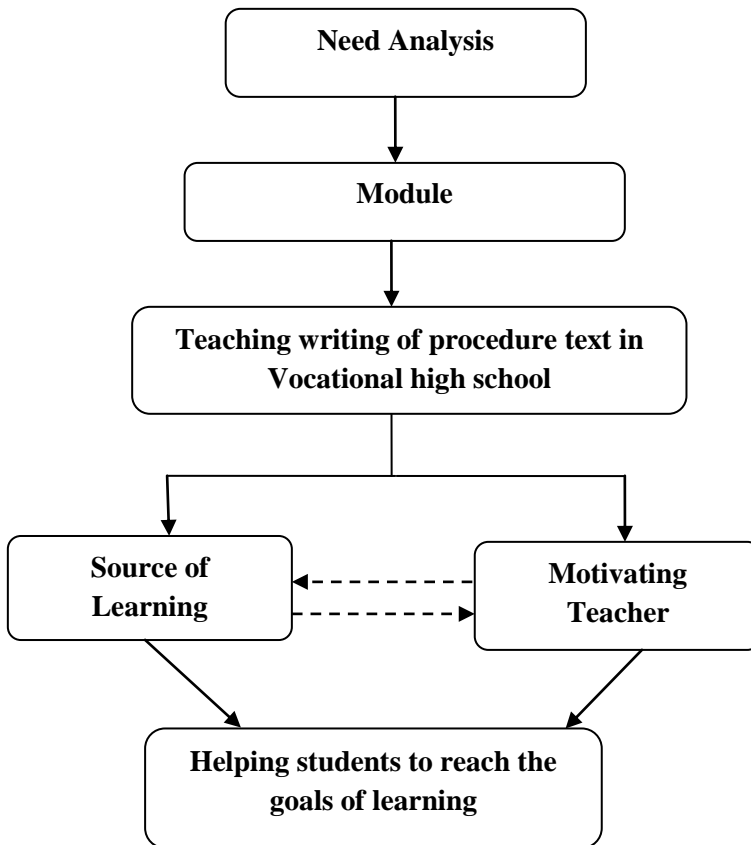 Need Analysis
Module
Teaching writing of procedure text in
Vocational high school
Source of
Learning
Motivating
Teacher
Helping students to reach the
goals of learning